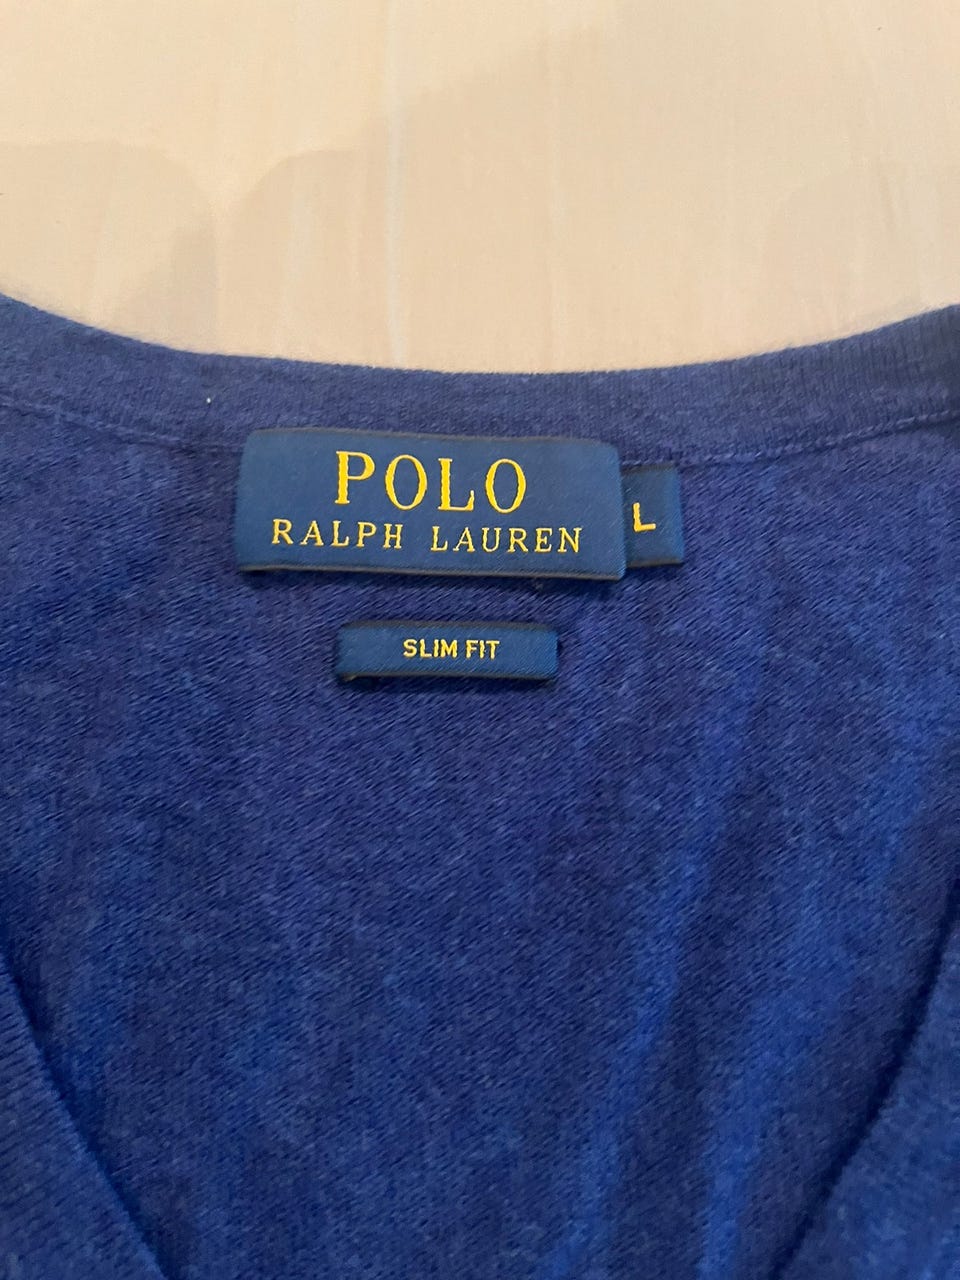 POLO
RALPH LAUREN
L
SLIM FIT